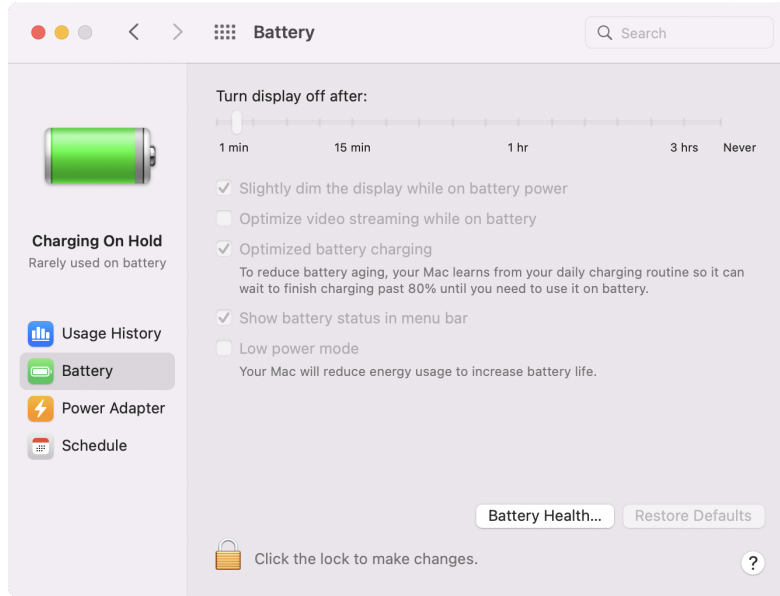 Battery
Search
Charging On Hold
Rarely used on battery
Usage History
Battery
Power Adapter
Schedule
Turn display off after:
1 min 15 min 1 hr 3 hrs Never
Slightly dim the display while on battery power
Optimize video streaming while on battery
Optimized battery charging
To reduce battery aging, your Mac learns from your daily charging routine so it can
wait to finish charging past 80% until you need to use it on battery.
Show battery status in menu bar
Low power mode
Your Mac will reduce energy usage to increase battery life.
Battery Health... Restore Defaults
Click the lock to make changes.
?